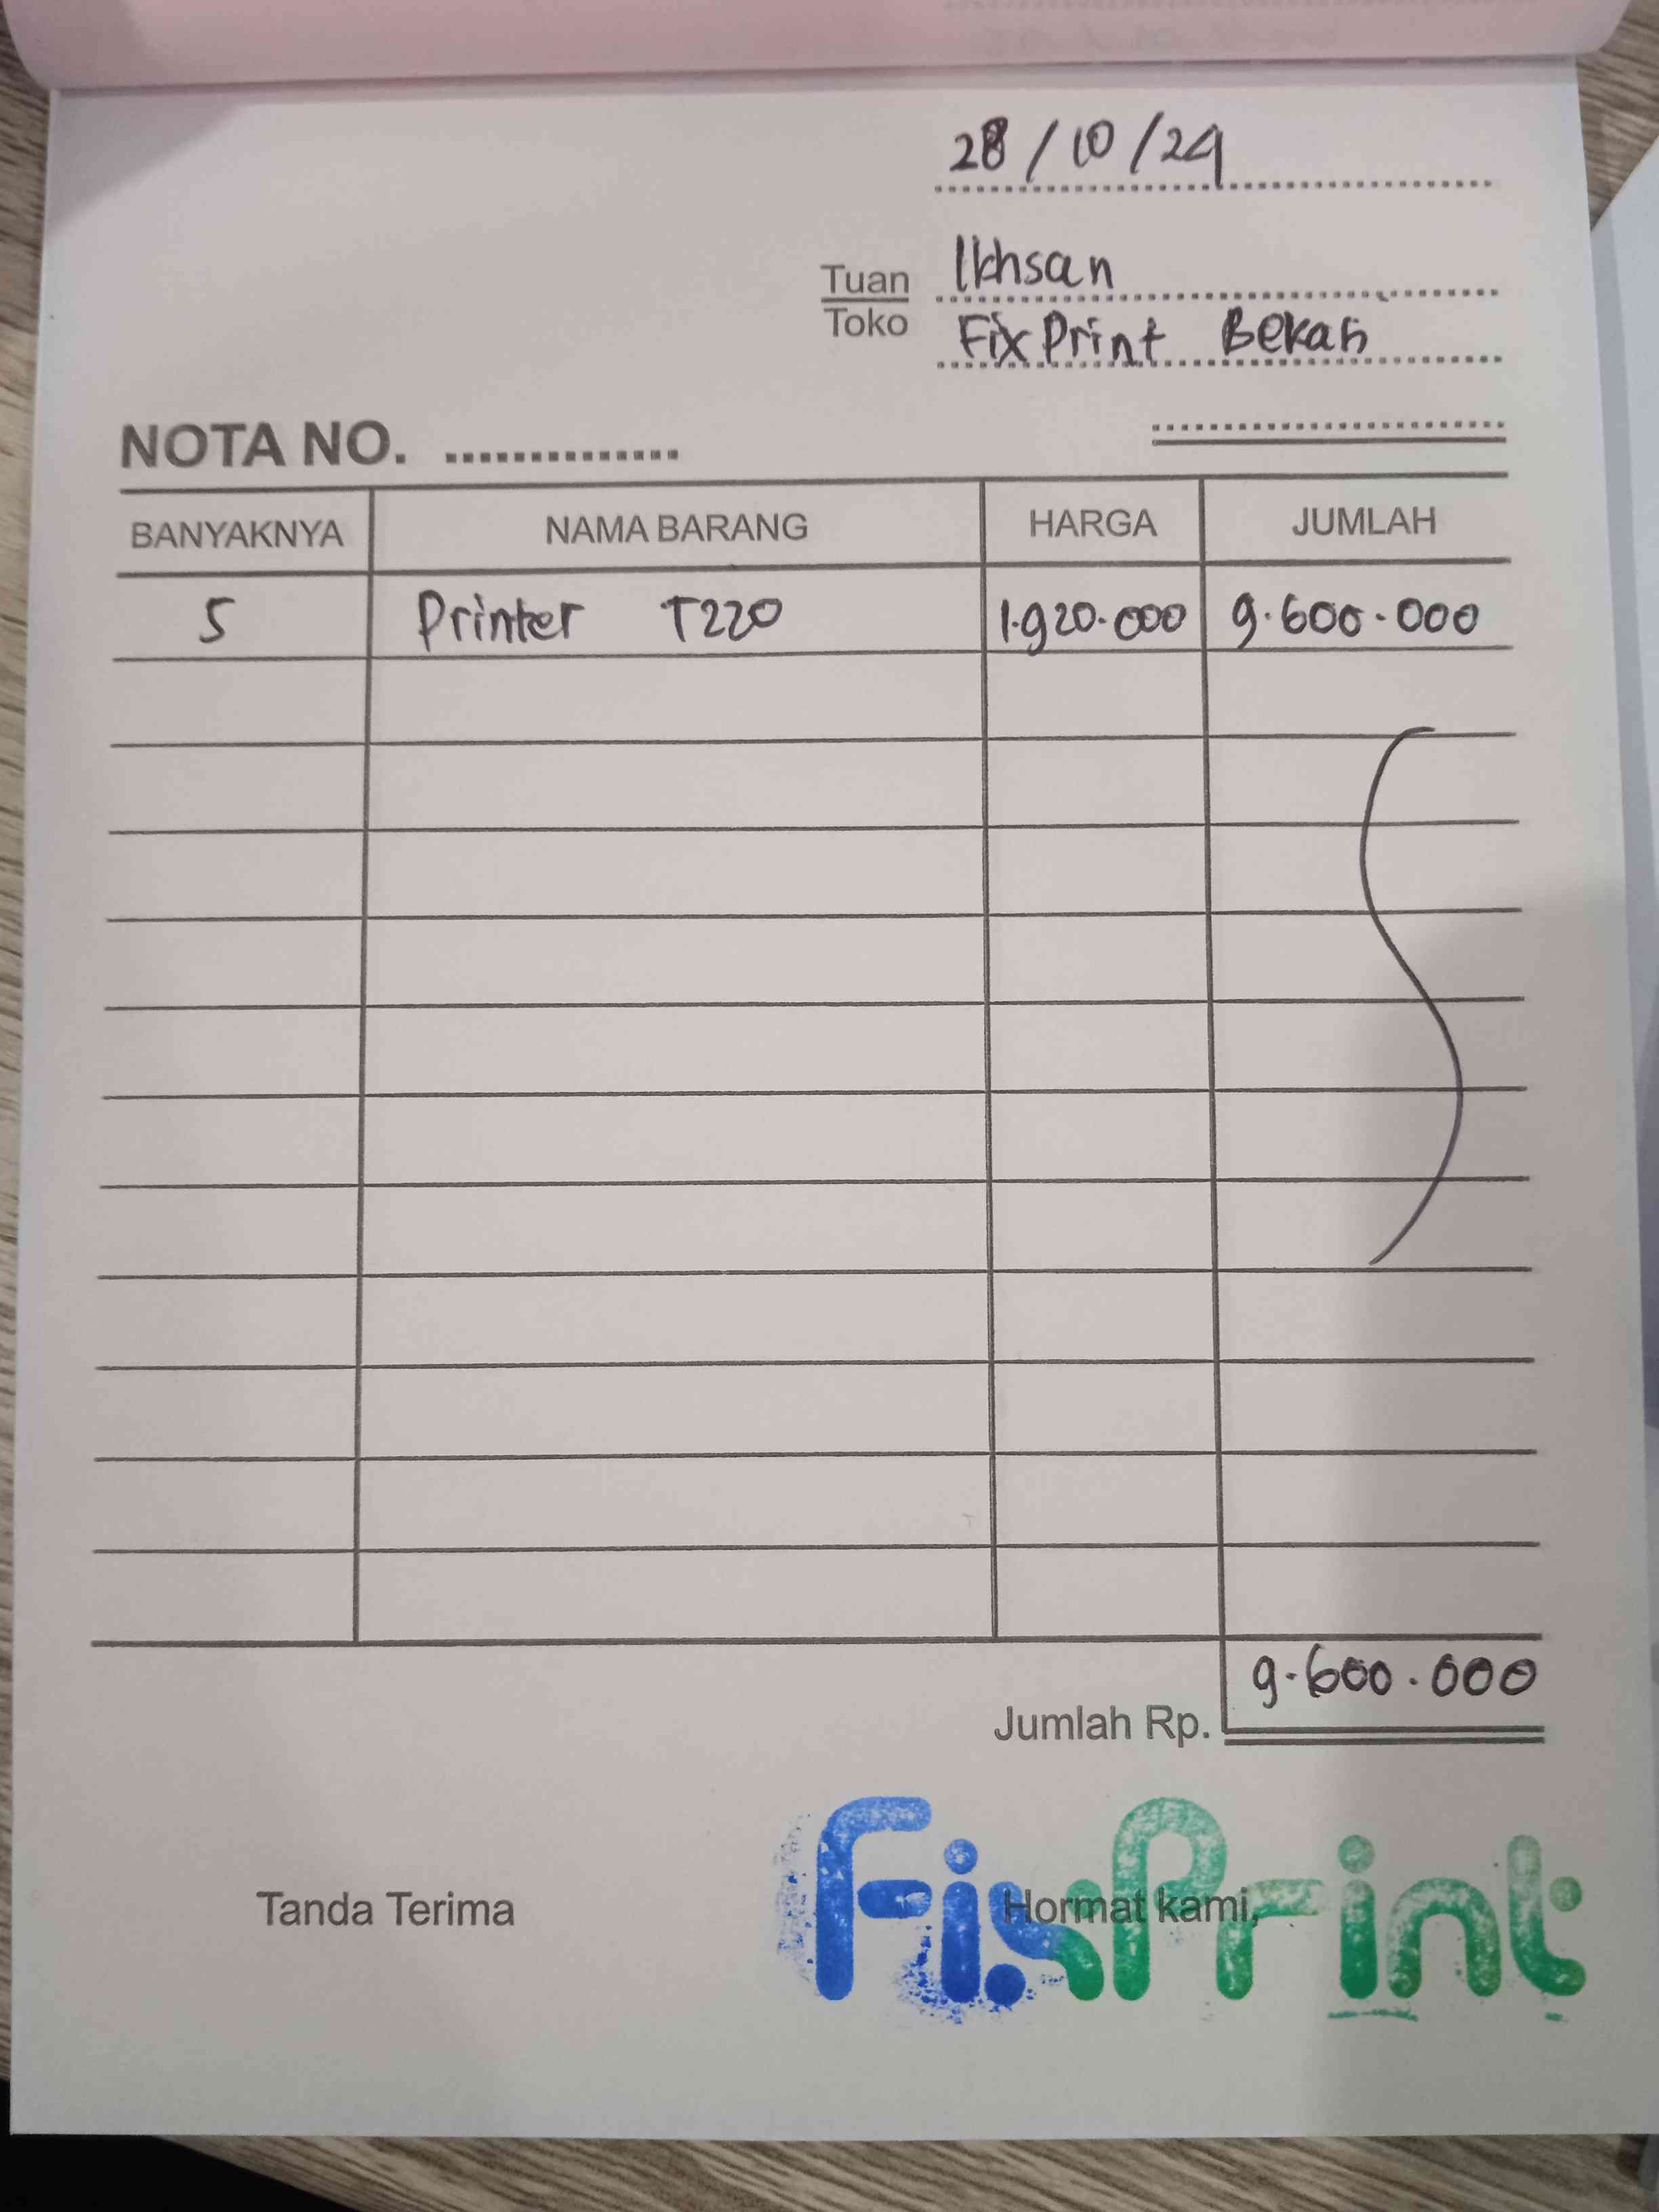 28/10/24
Tuan Ikhsan
Toko FixPrint Bekasi
NOTA NO. ..............
BANYAKNYA NAMA BARANG HARGA JUMLAH
5 Printer T220 1.920.000 9.600.000
9.600.000
Jumlah Rp.
FixPrint
Tanda Terima Hormat kami,